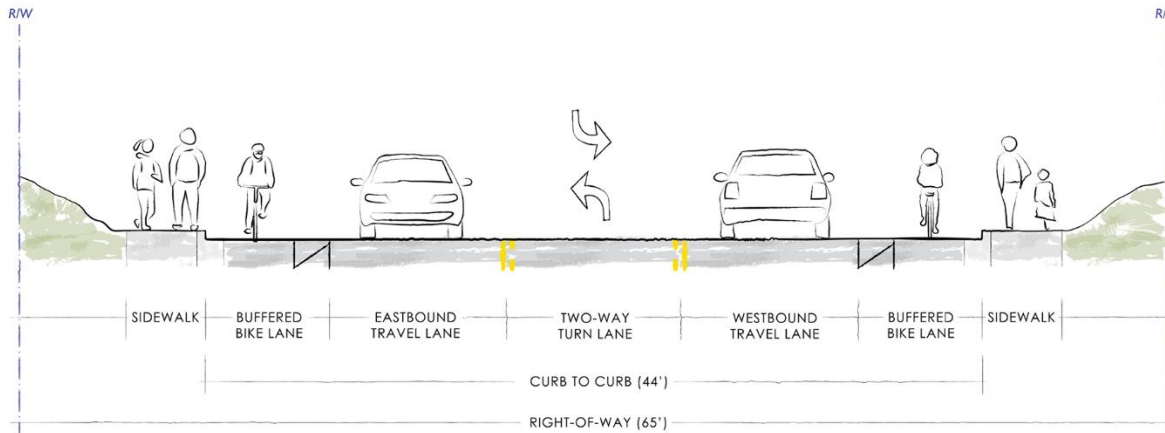 R/W
SIDEWALK
BUFFERED
BIKE LANE
EASTBOUND
TRAVEL LANE
TWO-WAY
TURN LANE
WESTBOUND
TRAVEL LANE
BUFFERED
BIKE LANE
SIDEWALK
CURB TO CURB (44')
RIGHT-OF-WAY (65')